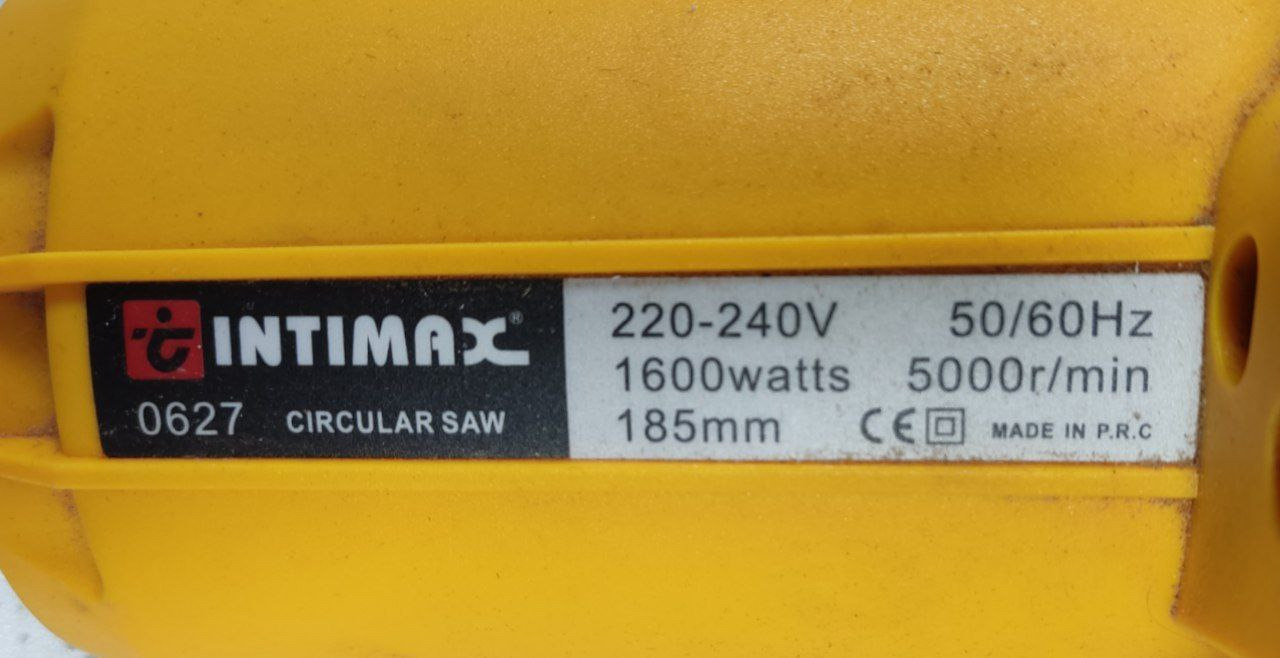 INTIMAX®
0627 CIRCULAR SAW
220-240V 50/60Hz
1600watts 5000r/min
185mm CE MADE IN P.R.C